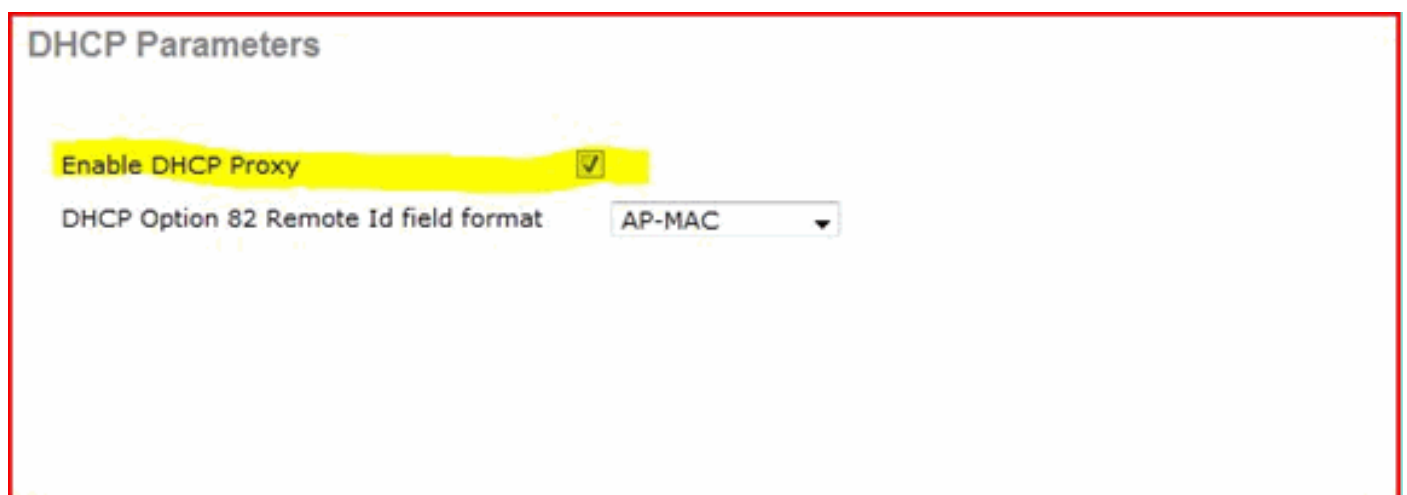 DHCP Parameters
Enable DHCP Proxy
DHCP Option 82 Remote Id field format AP-MAC